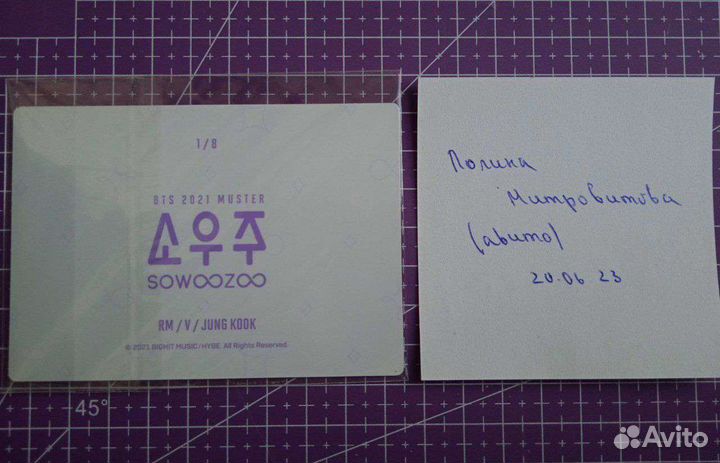 1/8
BTS 2021 MUSTER
소우주
SOWOOZOO
RM / V / JUNG KOOK
© 2021 BIGHIT MUSIC / HYBE. All Rights Reserved.
Полина
Митровитова
(авито)
20.06 23
45°
Avito